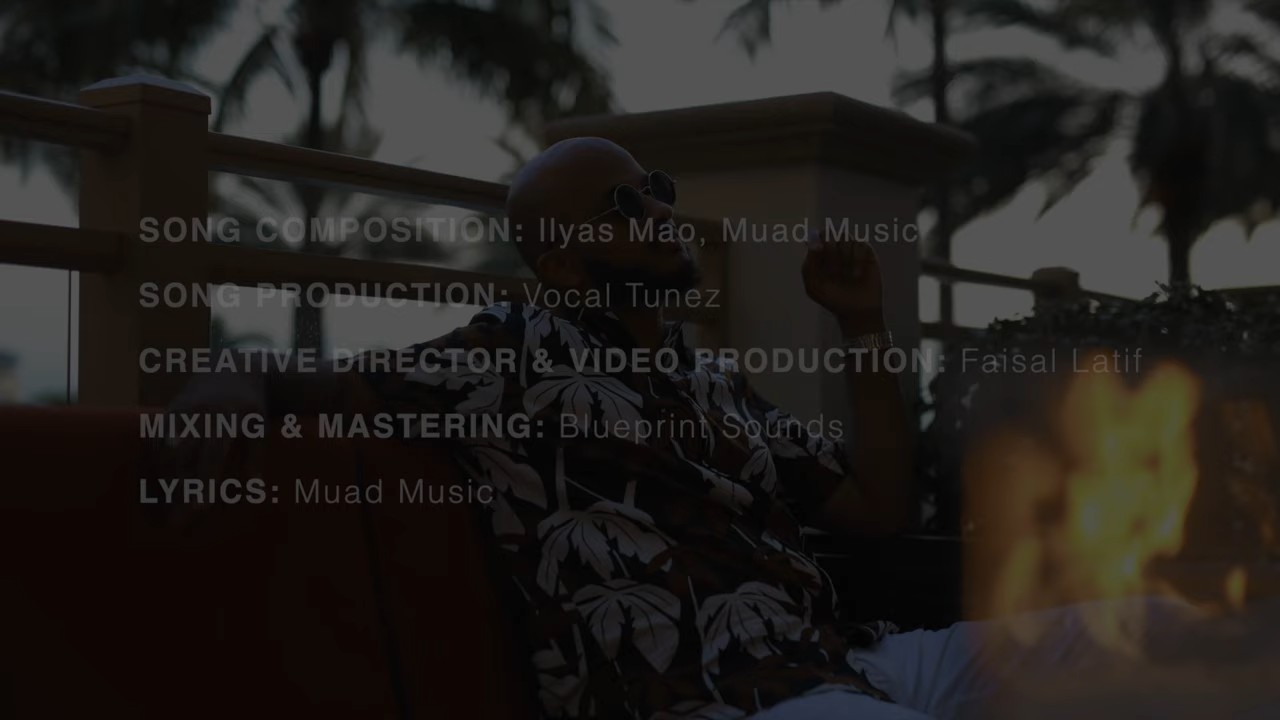 SONG COMPOSITION: Ilyas Mao, Muad Music
SONG PRODUCTION: Vocal Tunez
CREATIVE DIRECTOR & VIDEO PRODUCTION: Faisal Latif
MIXING & MASTERING: Blueprint Sounds
LYRICS: Muad Music